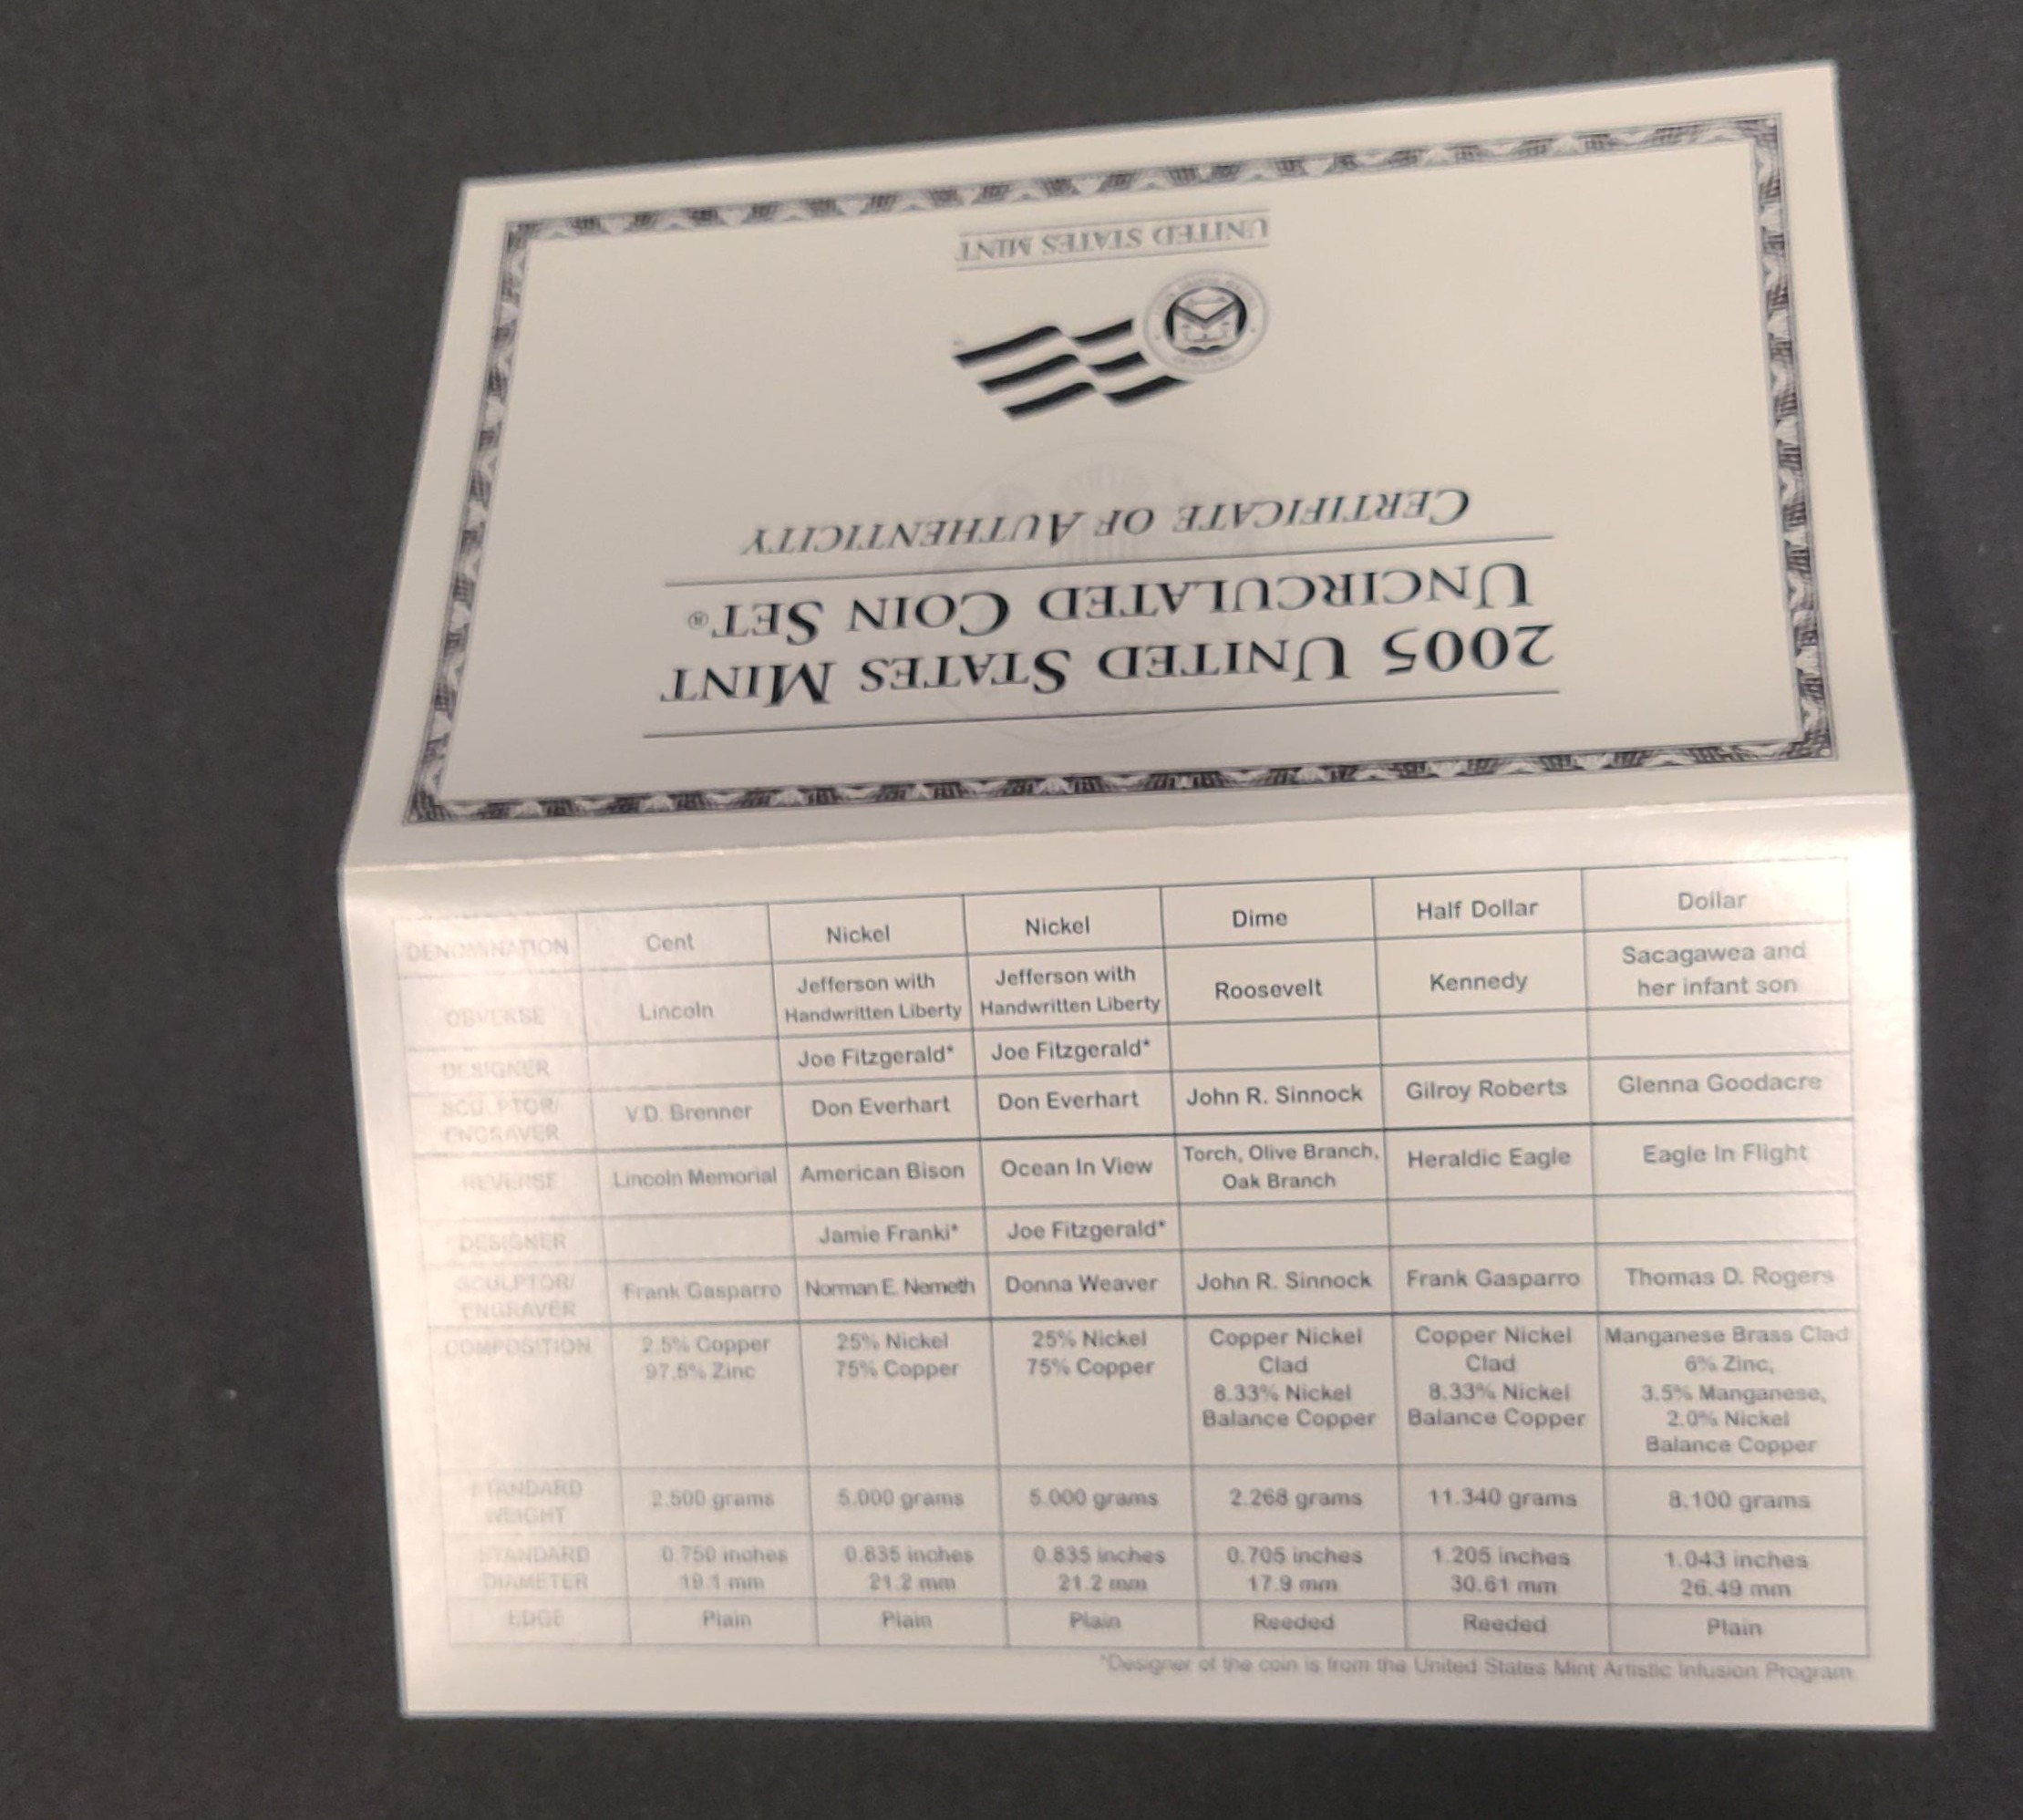 UNITED STATES MINT
CERTIFICATE OF AUTHENTICITY
2005 UNITED STATES MINT
UNCIRCULATED COIN SET®
DENOMINATION Cent Nickel Nickel Dime Half Dollar Dollar
OBVERSE Lincoln Jefferson with Handwritten Liberty Jefferson with Handwritten Liberty Roosevelt Kennedy Sacagawea and her infant son
DESIGNER Joe Fitzgerald* Joe Fitzgerald*
SCULPTOR/ ENGRAVER V.D. Brenner Don Everhart Don Everhart John R. Sinnock Gilroy Roberts Glenna Goodacre
REVERSE Lincoln Memorial American Bison Ocean In View Torch, Olive Branch, Oak Branch Heraldic Eagle Eagle In Flight
DESIGNER Jamie Franki* Joe Fitzgerald*
SCULPTOR/ ENGRAVER Frank Gasparro Norman E. Nemeth Donna Weaver John R. Sinnock Frank Gasparro Thomas D. Rogers
COMPOSITION 2.5% Copper 97.5% Zinc 25% Nickel 75% Copper 25% Nickel 75% Copper Copper Nickel Clad 8.33% Nickel Balance Copper Copper Nickel Clad 8.33% Nickel Balance Copper Manganese Brass Clad 6% Zinc, 3.5% Manganese, 2.0% Nickel Balance Copper
STANDARD WEIGHT 2.500 grams 5.000 grams 5.000 grams 2.268 grams 11.340 grams 8.100 grams
STANDARD DIAMETER 0.750 inches 19.1 mm 0.835 inches 21.2 mm 0.835 inches 21.2 mm 0.705 inches 17.9 mm 1.205 inches 30.61 mm 1.043 inches 26.49 mm
EDGE Plain Plain Plain Reeded Reeded Plain
*Designer of the coin is from the United States Mint Artistic Infusion Program